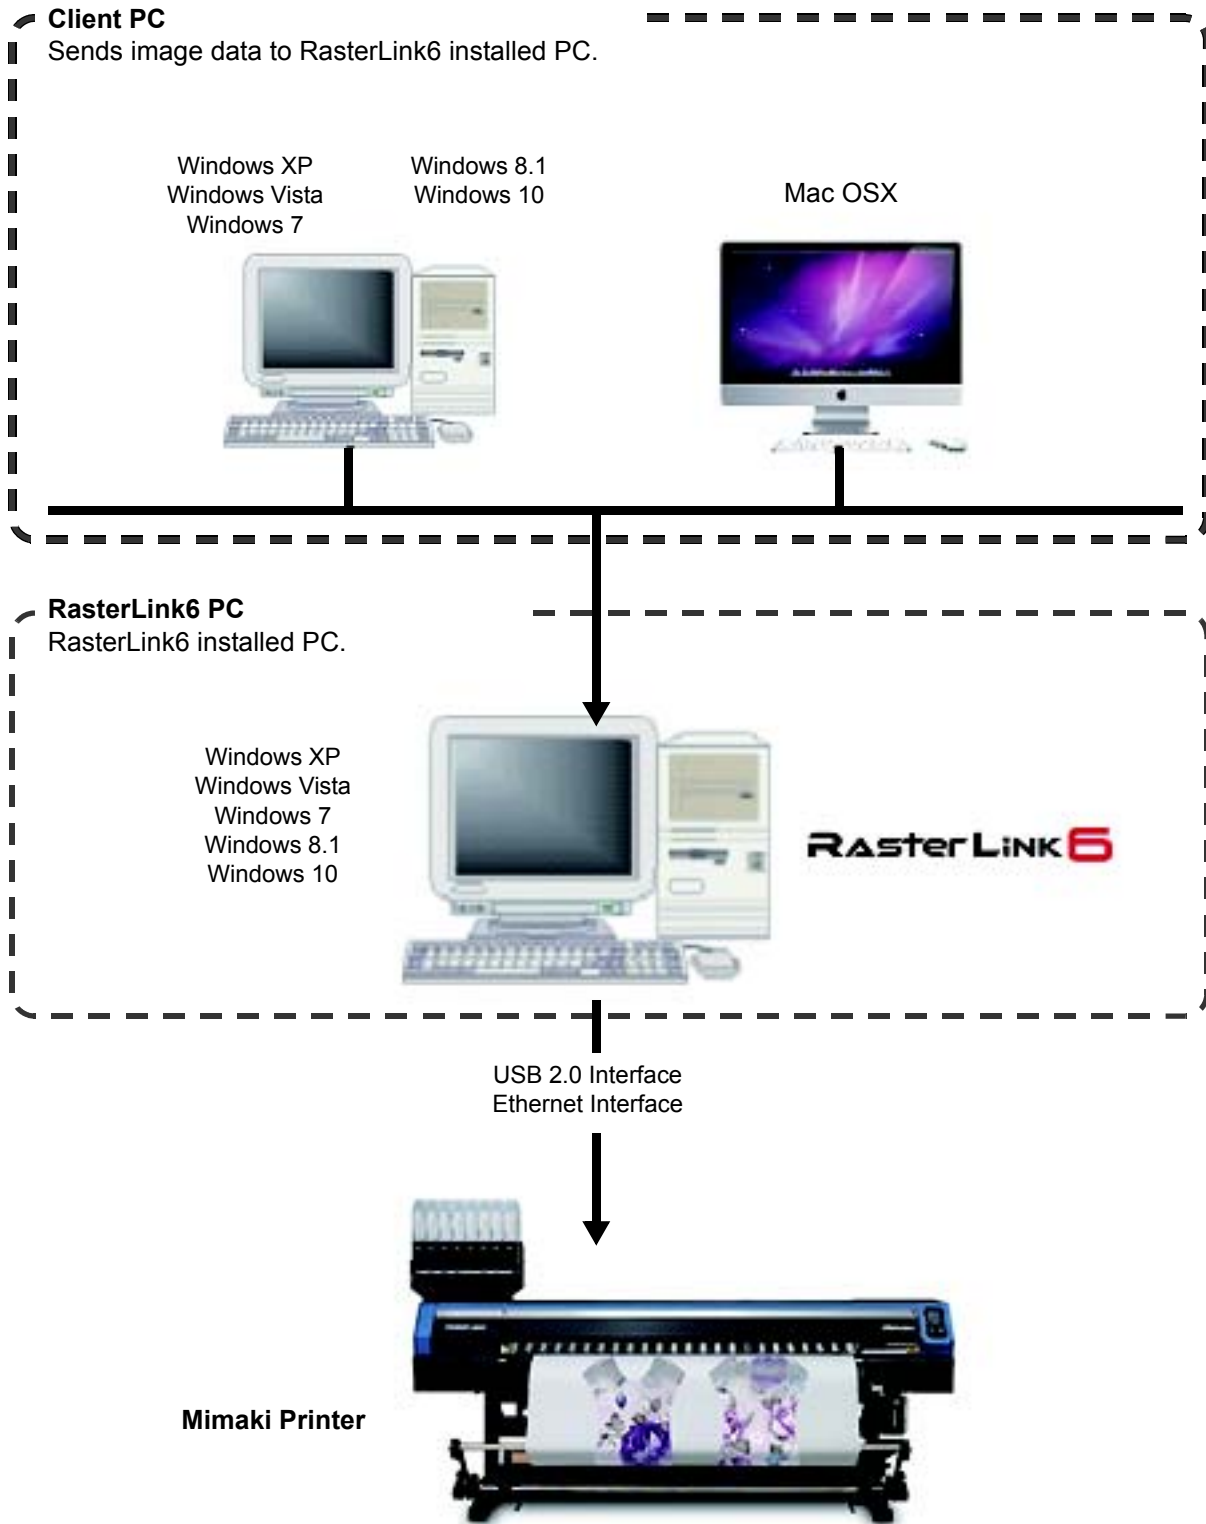 Client PC
Sends image data to RasterLink6 installed PC.
Windows XP
Windows Vista
Windows 7
Windows 8.1
Windows 10
Mac OSX
RasterLink6 PC
RasterLink6 installed PC.
Windows XP
Windows Vista
Windows 7
Windows 8.1
Windows 10
RasterLink6
USB 2.0 Interface
Ethernet Interface
Mimaki Printer